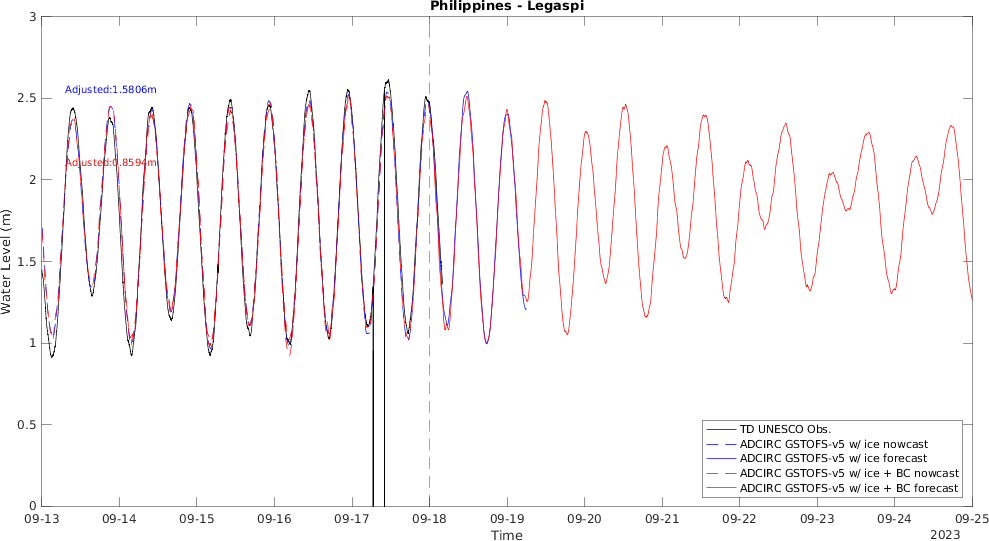 Philippines - Legaspi
Water Level (m)
3
2.5
2
1.5
1
0.5
0
Adjusted:1.5806m
Adjusted:0.8594m
TD UNESCO Obs.
ADCIRC GSTOFS-v5 w/ ice nowcast
ADCIRC GSTOFS-v5 w/ ice forecast
ADCIRC GSTOFS-v5 w/ ice + BC nowcast
ADCIRC GSTOFS-v5 w/ ice + BC forecast
09-13 09-14 09-15 09-16 09-17 09-18 09-19 09-20 09-21 09-22 09-23 09-24 09-25
Time
2023